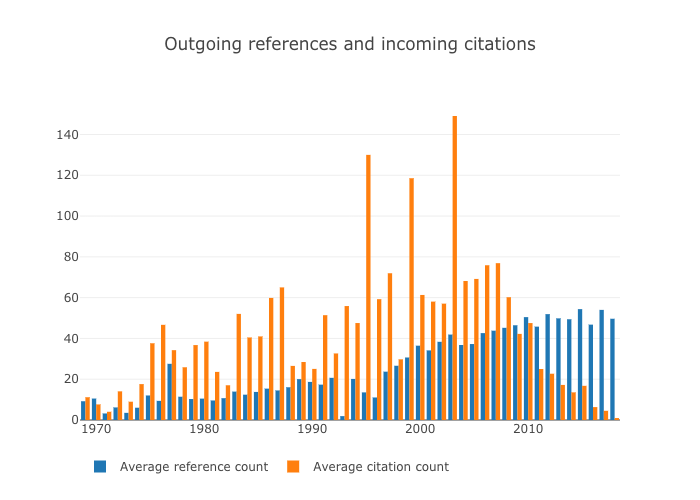 Outgoing references and incoming citations
140
120
100
80
60
40
20
0
1970 1980 1990 2000 2010
Average reference count Average citation count